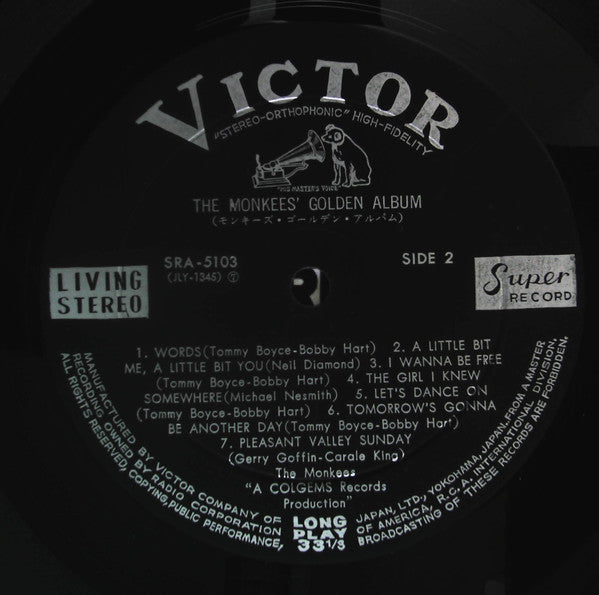 VICTOR
"STEREO-ORTHOPHONIC" HIGH-FIDELITY
"HIS MASTER'S VOICE"
THE MONKEES' GOLDEN ALBUM
(モンキーズ・ゴールデン・アルバム)
SRA-5103
(JLY-1345) Ⓣ
SIDE 2
LIVING
STEREO
Super
RECORD
1. WORDS(Tommy Boyce-Bobby Hart) 2. A LITTLE BIT
ME, A LITTLE BIT YOU(Neil Diamond) 3. I WANNA BE FREE
(Tommy Boyce-Bobby Hart) 4. THE GIRL I KNEW
SOMEWHERE(Michael Nesmith) 5. LET'S DANCE ON
(Tommy Boyce-Bobby Hart) 6. TOMORROW'S GONNA
BE ANOTHER DAY(Tommy Boyce-Bobby Hart)
7. PLEASANT VALLEY SUNDAY
(Gerry Goffin-Carale King)
The Monkees
"A COLGEMS Records
Production"
MANUFACTURED BY VICTOR COMPANY OF JAPAN, LTD., YOKOHAMA, JAPAN, FROM A MASTER
RECORDING OWNED BY RADIO CORPORATION OF AMERICA, R.C.A. INTERNATIONAL DIVISION,
ALL RIGHTS RESERVED, COPYING, PUBLIC PERFORMANCE, BROADCASTING OF THESE RECORDS ARE FORBIDDEN.
LONG
PLAY
33 1/3